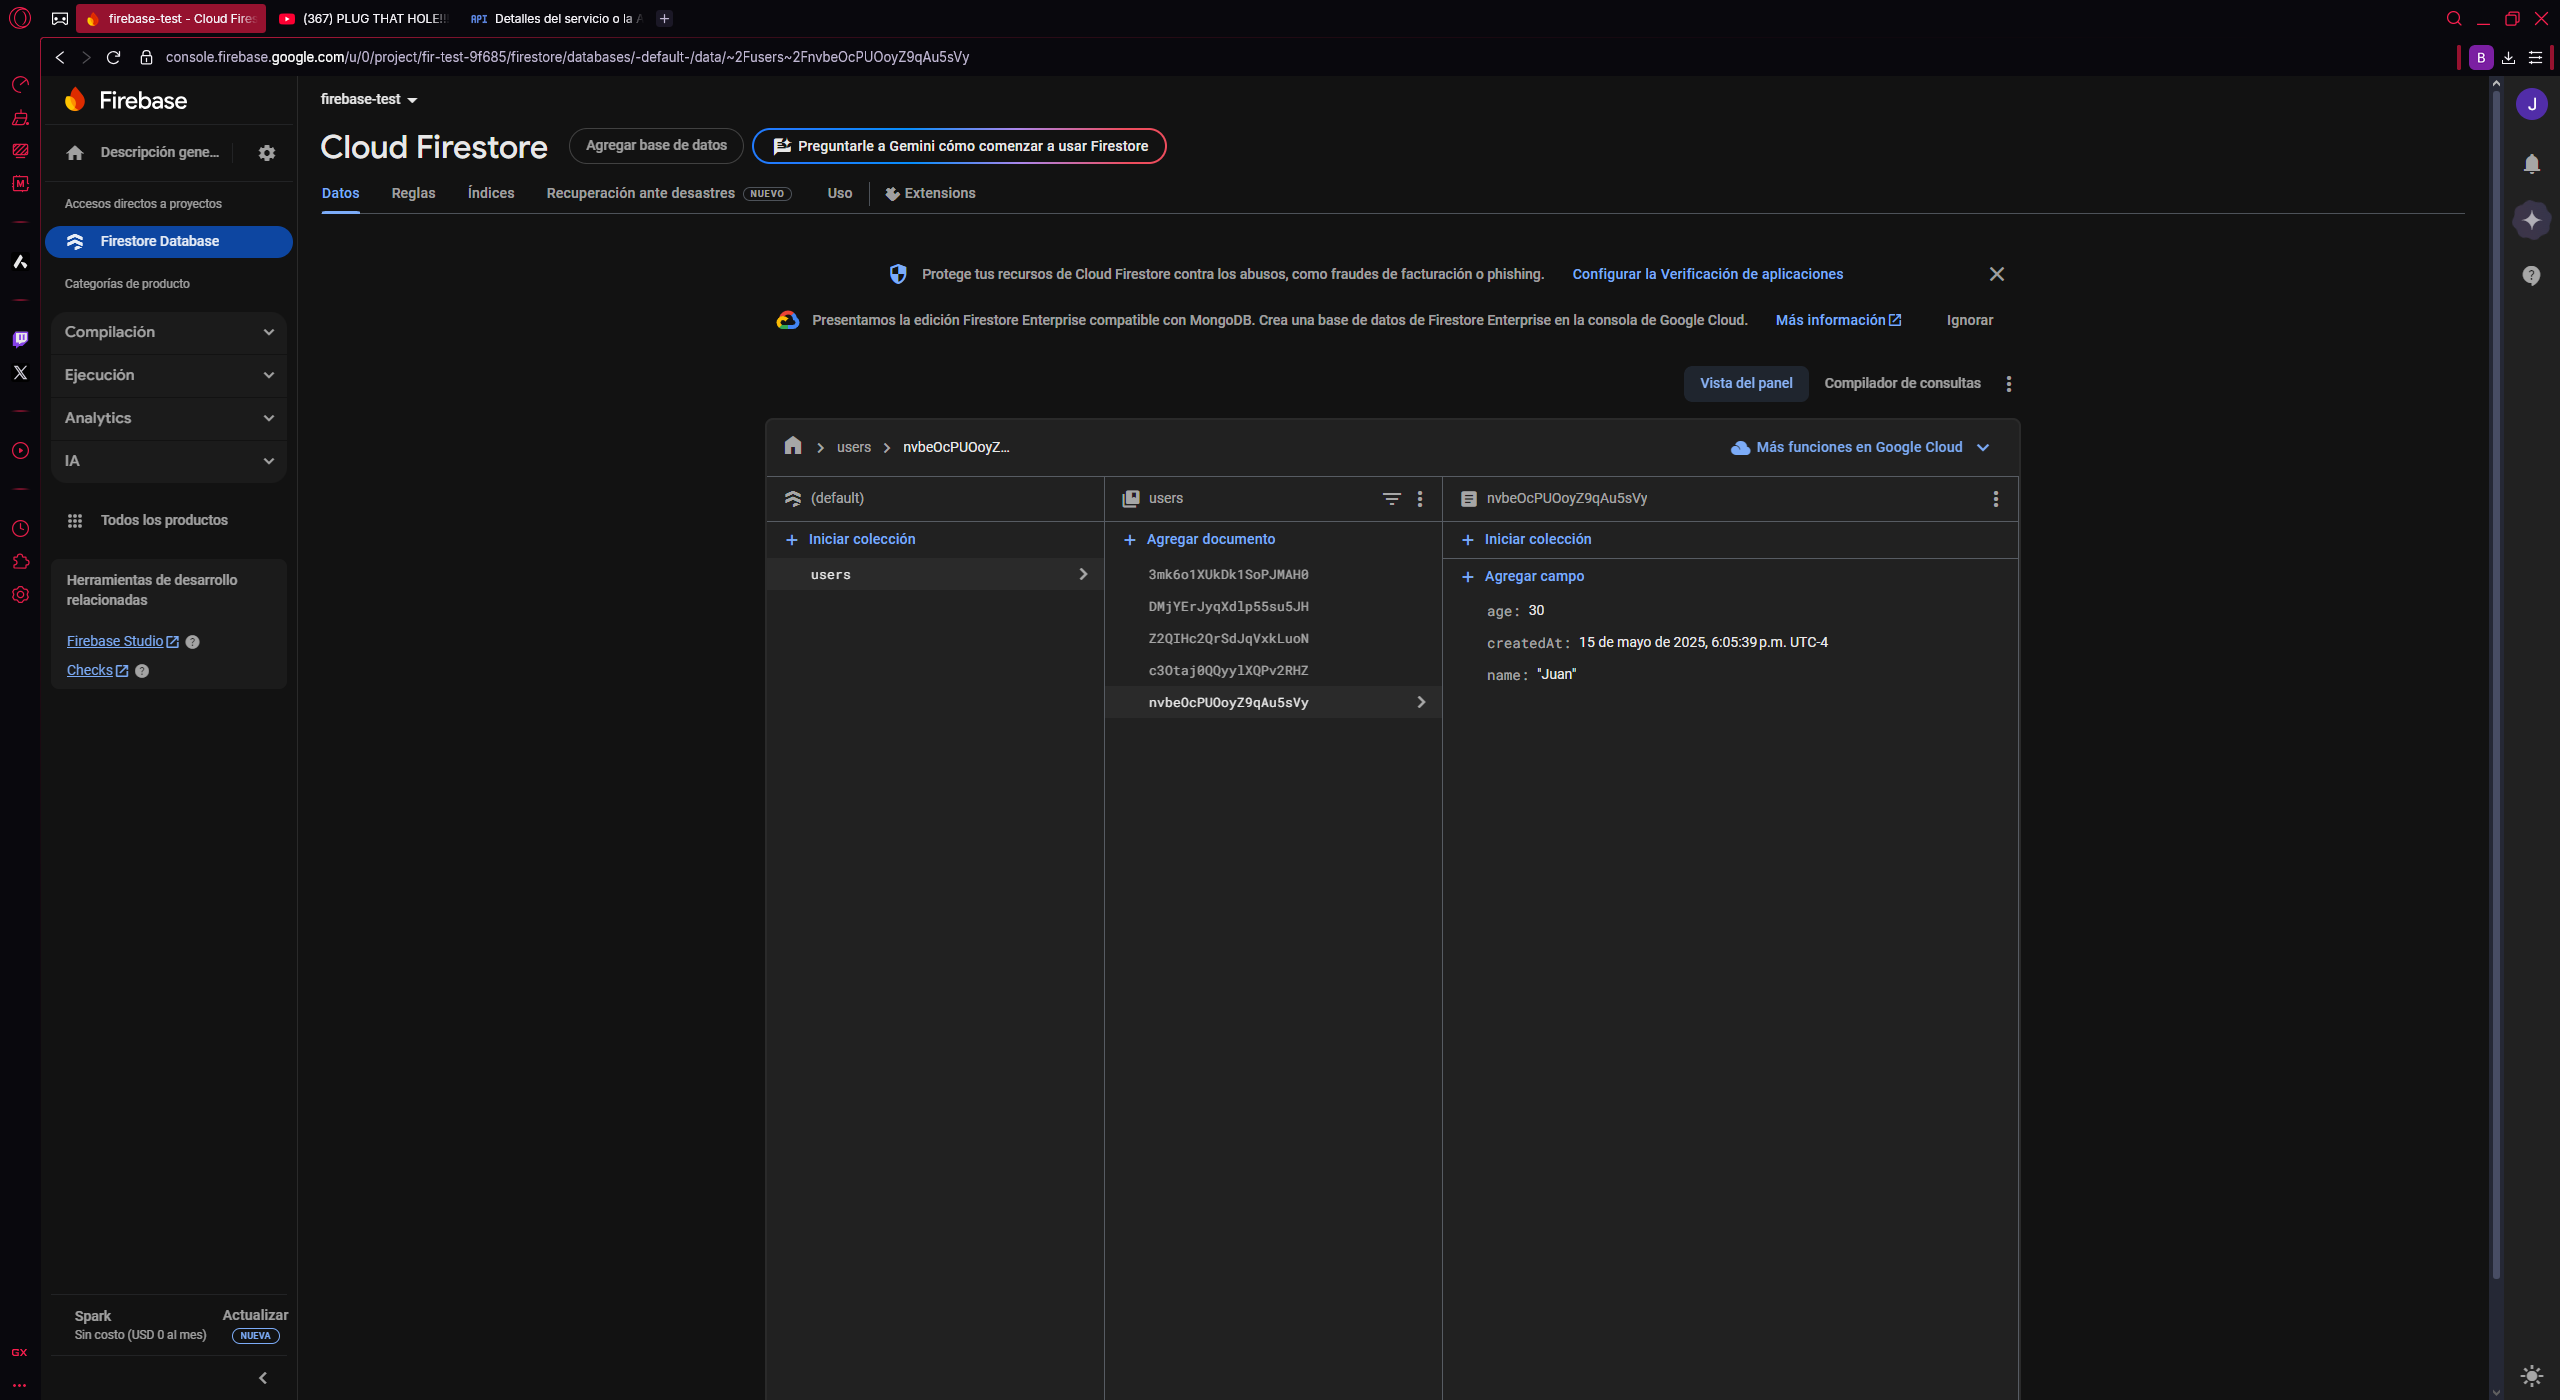 firebase-test - Cloud Fires
(367) PLUG THAT HOLE!!!
API Detalles del servicio o la A
console.firebase.google.com/u/0/project/fir-test-9f685/firestore/databases/-default-/data/~2Fusers~2FnvbeOcPUOoyZ9qAu5sVy
B
Firebase
firebase-test
J
Descripción gene...
Cloud Firestore
Agregar base de datos
Preguntarle a Gemini cómo comenzar a usar Firestore
Datos
Reglas
Índices
Recuperación ante desastres NUEVO
Uso
Extensions
Accesos directos a proyectos
Firestore Database
Categorías de producto
Compilación
Ejecución
Analytics
IA
Todos los productos
Herramientas de desarrollo
relacionadas
Firebase Studio
Checks
Protege tus recursos de Cloud Firestore contra los abusos, como fraudes de facturación o phishing. Configurar la Verificación de aplicaciones
Presentamos la edición Firestore Enterprise compatible con MongoDB. Crea una base de datos de Firestore Enterprise en la consola de Google Cloud. Más información Ignorar
Vista del panel
Compilador de consultas
users
nvbeOcPUOoyZ...
Más funciones en Google Cloud
(default)
users
nvbeOcPUOoyZ9qAu5sVy
+ Iniciar colección
+ Agregar documento
+ Iniciar colección
users
3mk6o1XUkDk1SoPJMAH0
DMjYErJyqXdlp55su5JH
Z2QIHc2QrSdJqVxkLuoN
c3Otaj0QQyylXQPv2RHZ
nvbeOcPUOoyZ9qAu5sVy
+ Agregar campo
age: 30
createdAt: 15 de mayo de 2025, 6:05:39 p.m. UTC-4
name: "Juan"
Spark
Sin costo (USD 0 al mes)
Actualizar
NUEVA
GX